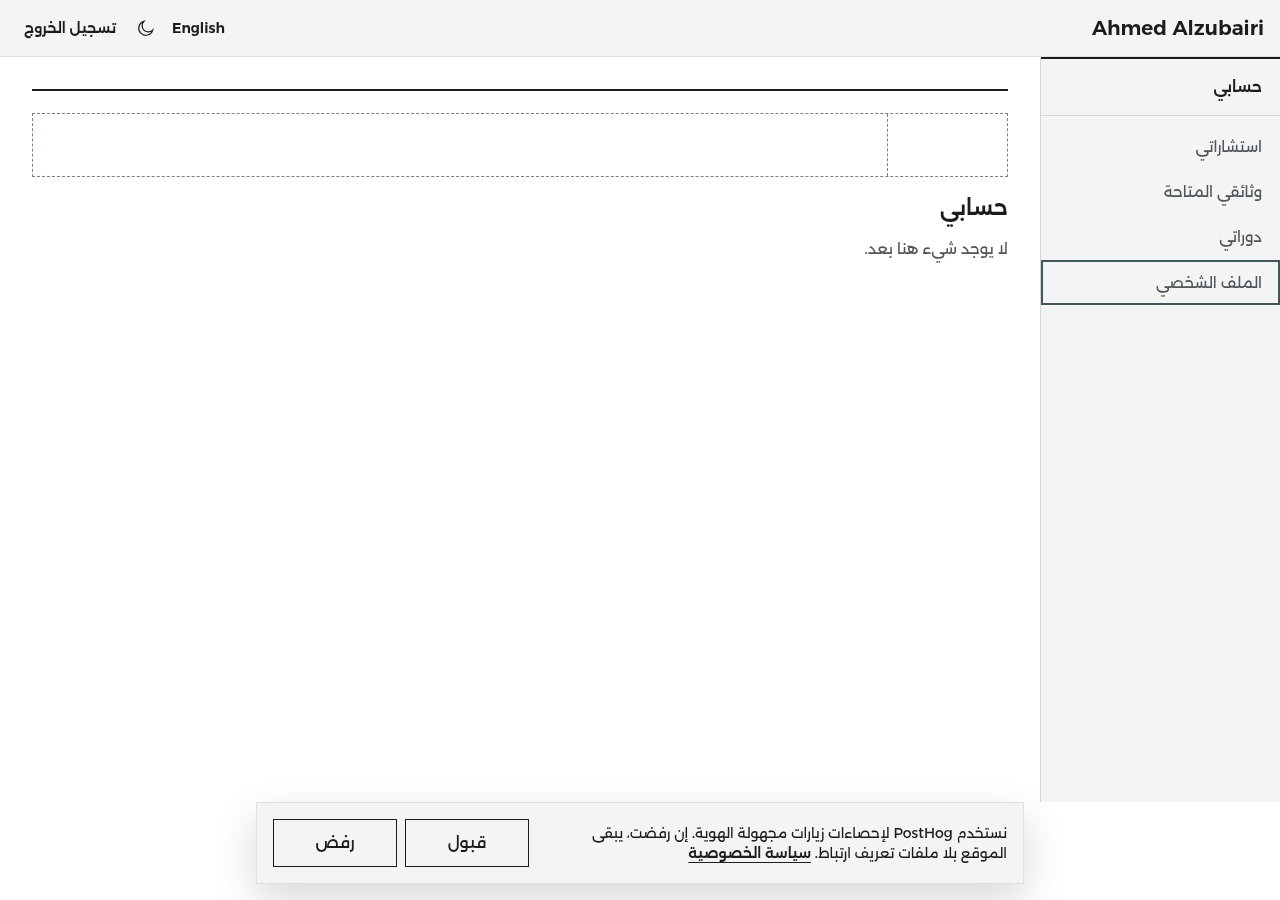 Ahmed Alzubairi
English
تسجيل الخروج
حسابي
استشاراتي
وثائقي المتاحة
دوراتي
الملف الشخصي
حسابي
لا يوجد شيء هنا بعد.
نستخدم PostHog لإحصاءات زيارات مجهولة الهوية. إن رفضت، يبقى
الموقع بلا ملفات تعريف ارتباط. سياسة الخصوصية
قبول
رفض